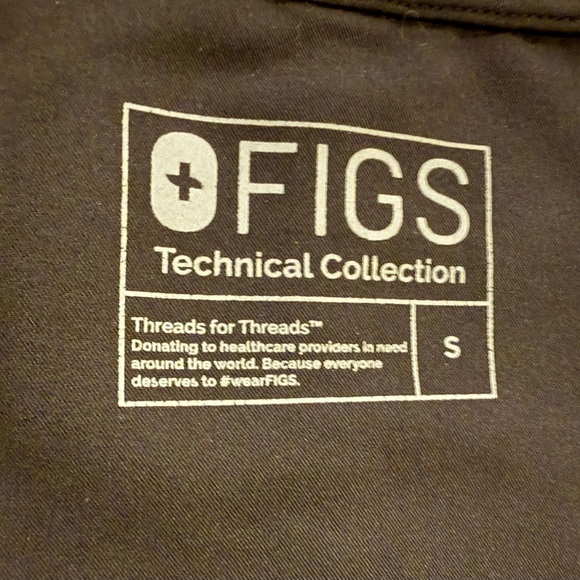 FIGS
Technical Collection
Threads for Threads™
Donating to healthcare providers in need
around the world. Because everyone
deserves to #wearFIGS.
S